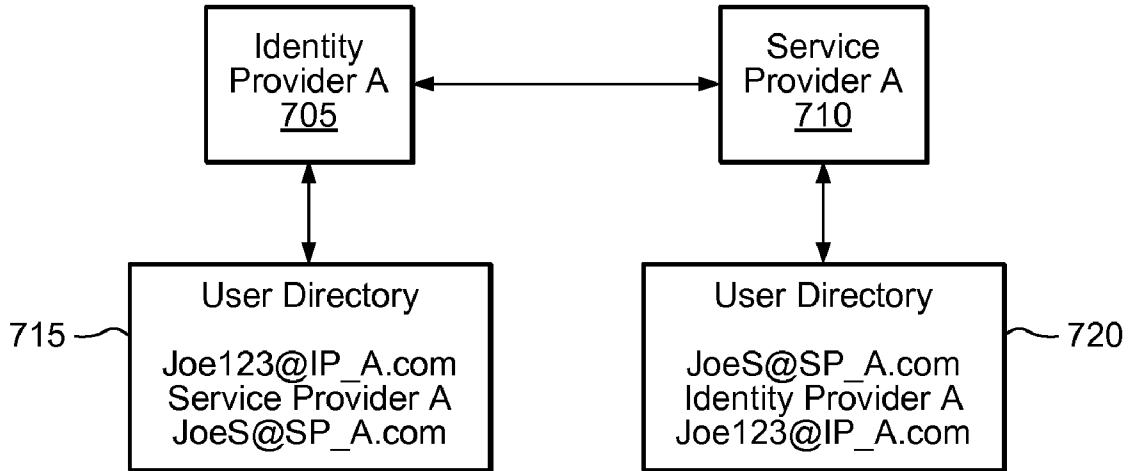 Identity
Provider A
705
Service
Provider A
710
715
User Directory
Joe123@IP_A.com
Service Provider A
JoeS@SP_A.com
User Directory
JoeS@SP_A.com
Identity Provider A
Joe123@IP_A.com
720